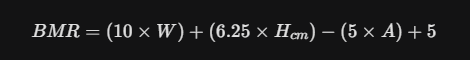 BMR = (10 × W) + (6.25 × H_cm) − (5 × A) + 5